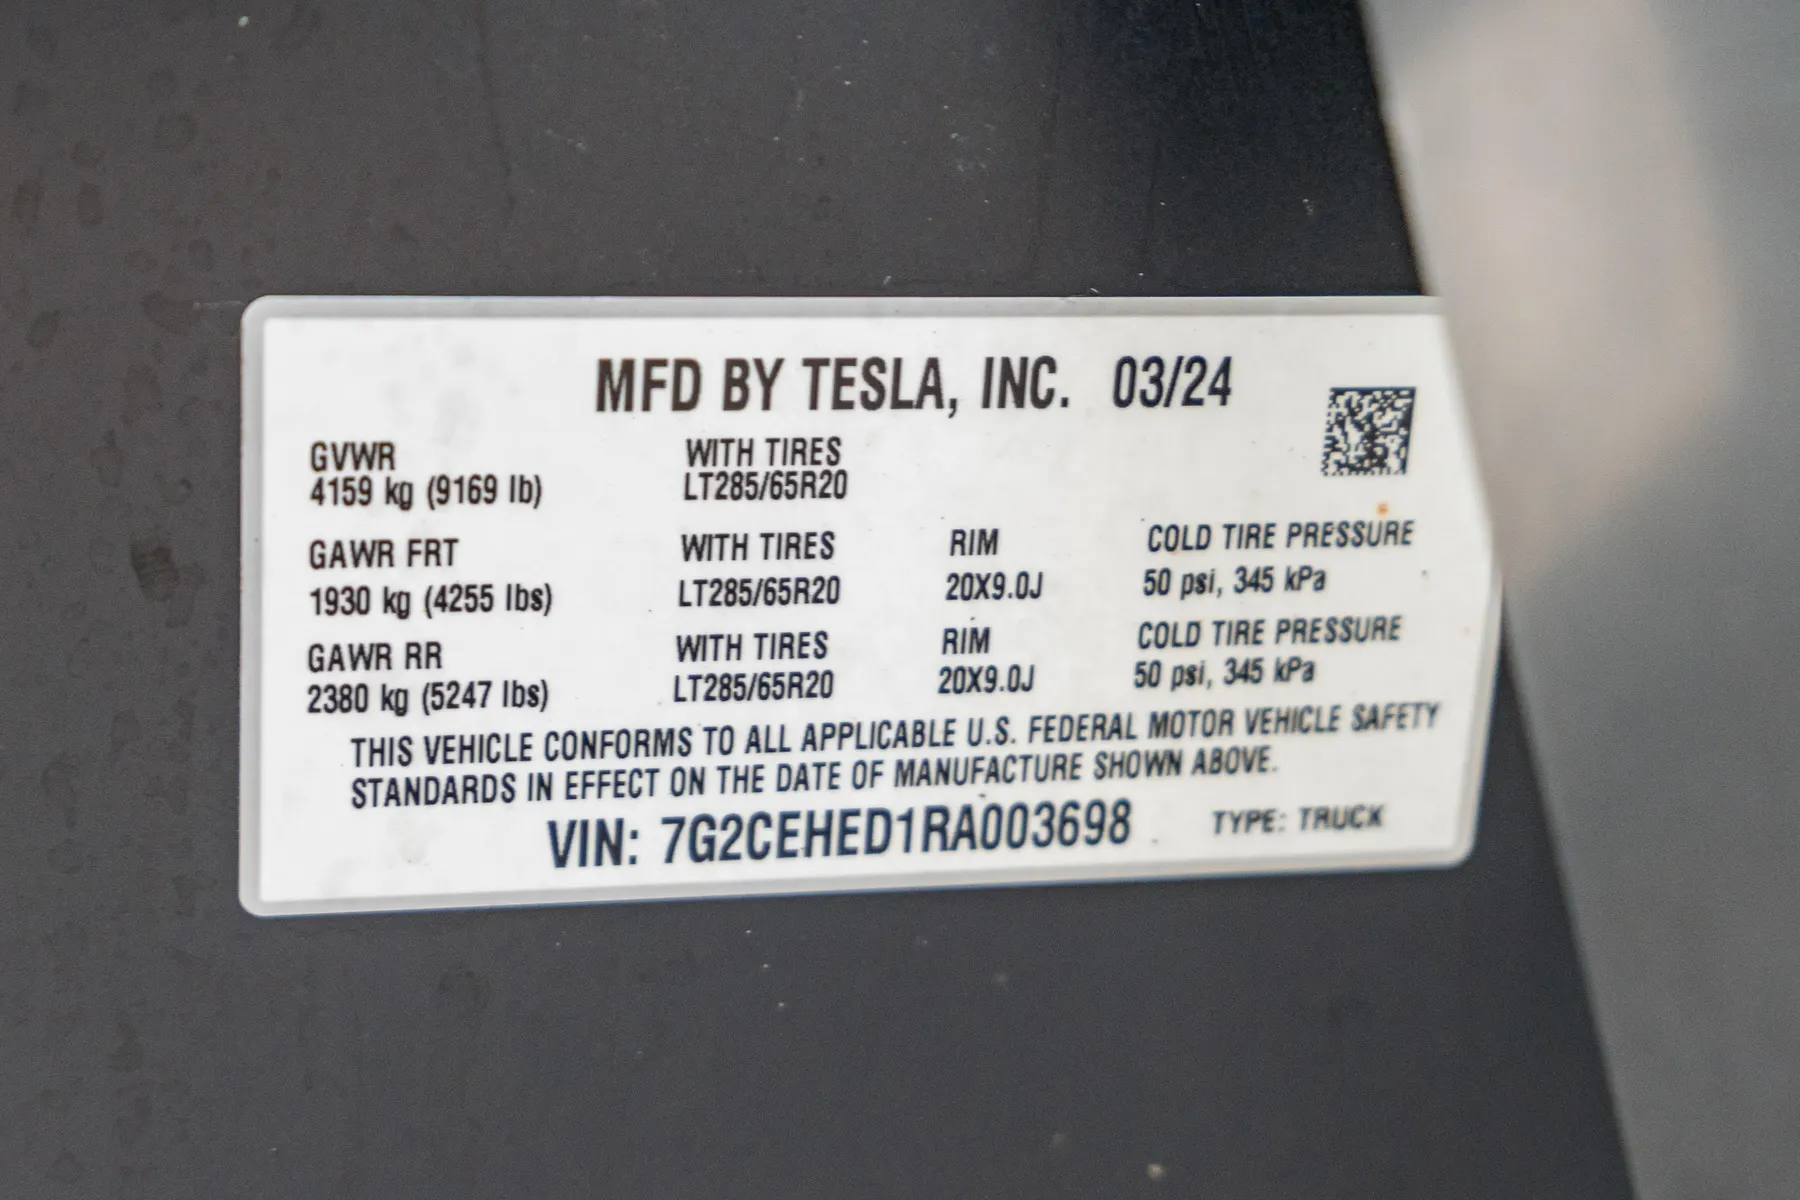 MFD BY TESLA, INC. 03/24
GVWR WITH TIRES
4159 kg (9169 lb) LT285/65R20
GAWR FRT WITH TIRES RIM COLD TIRE PRESSURE
1930 kg (4255 lbs) LT285/65R20 20X9.0J 50 psi, 345 kPa
GAWR RR WITH TIRES RIM COLD TIRE PRESSURE
2380 kg (5247 lbs) LT285/65R20 20X9.0J 50 psi, 345 kPa
THIS VEHICLE CONFORMS TO ALL APPLICABLE U.S. FEDERAL MOTOR VEHICLE SAFETY
STANDARDS IN EFFECT ON THE DATE OF MANUFACTURE SHOWN ABOVE.
VIN: 7G2CEHED1RA003698 TYPE: TRUCK